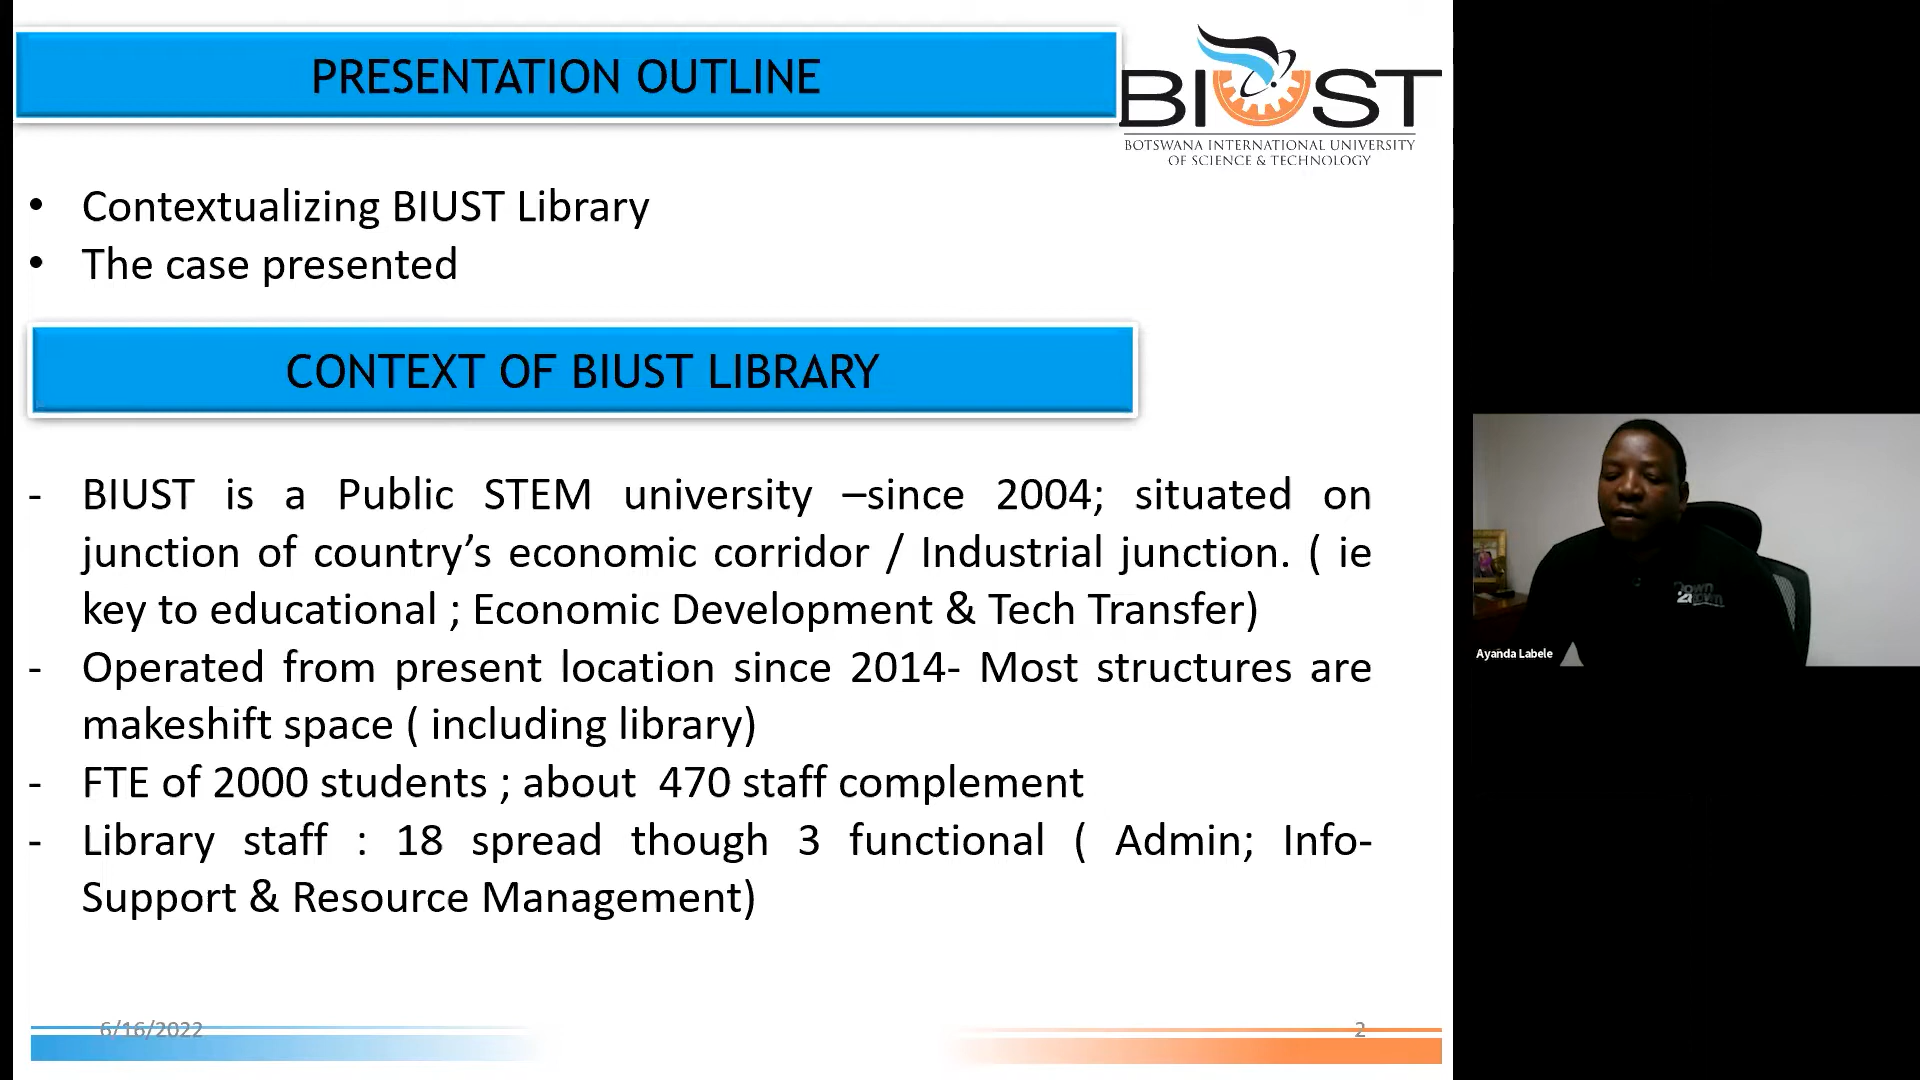 PRESENTATION OUTLINE
BIUST
BOTSWANA INTERNATIONAL UNIVERSITY
OF SCIENCE & TECHNOLOGY
• Contextualizing BIUST Library
• The case presented
CONTEXT OF BIUST LIBRARY
- BIUST is a Public STEM university –since 2004; situated on
junction of country’s economic corridor / Industrial junction. ( ie
key to educational ; Economic Development & Tech Transfer)
- Operated from present location since 2014- Most structures are
makeshift space ( including library)
- FTE of 2000 students ; about 470 staff complement
- Library staff : 18 spread though 3 functional ( Admin; Info-
Support & Resource Management)
Ayanda Labele
6/16/2022
2